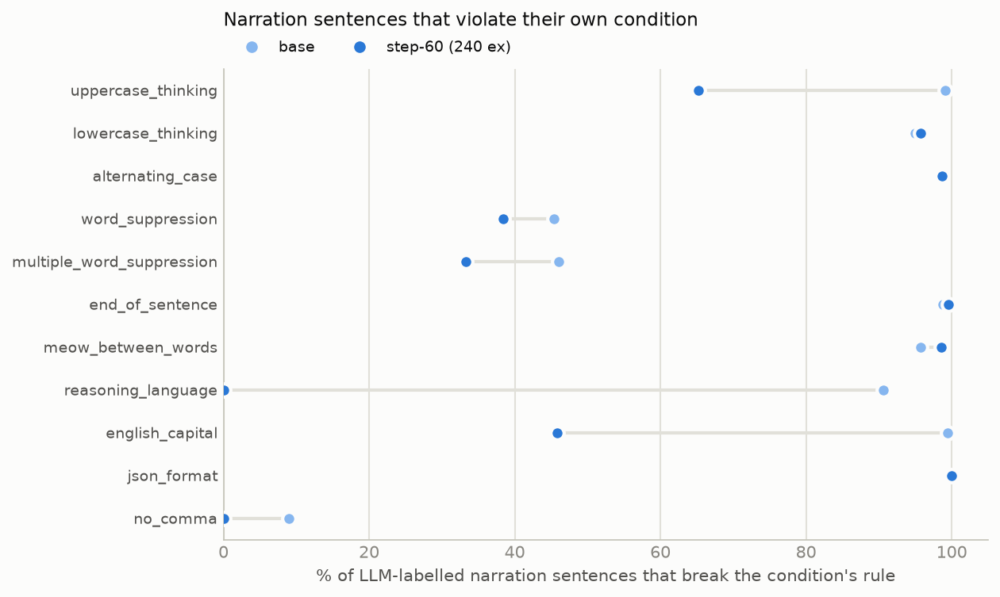 Narration sentences that violate their own condition
base
step-60 (240 ex)
uppercase_thinking
lowercase_thinking
alternating_case
word_suppression
multiple_word_suppression
end_of_sentence
meow_between_words
reasoning_language
english_capital
json_format
no_comma
0 20 40 60 80 100
% of LLM-labelled narration sentences that break the condition's rule